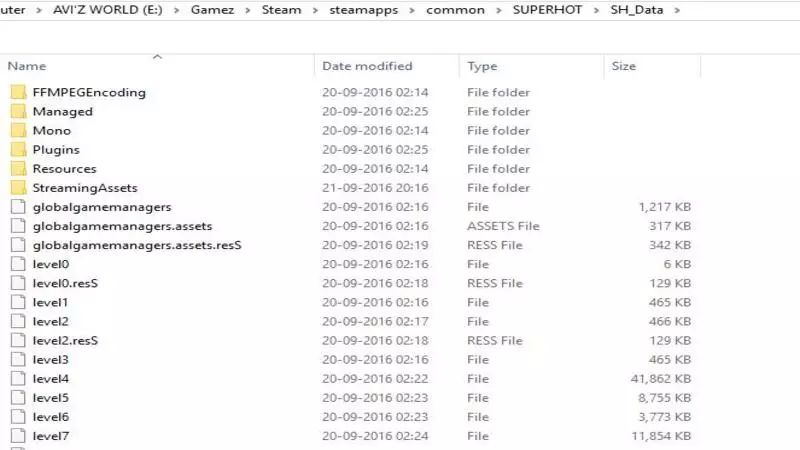 uter > AVI'Z WORLD (E:) > Gamez > Steam > steamapps > common > SUPERHOT > SH_Data >
Name Date modified Type Size
FFMPEGEncoding 20-09-2016 02:14 File folder
Managed 20-09-2016 02:25 File folder
Mono 20-09-2016 02:14 File folder
Plugins 20-09-2016 02:25 File folder
Resources 20-09-2016 02:14 File folder
StreamingAssets 21-09-2016 20:16 File folder
globalgamemanagers 20-09-2016 02:16 File 1,217 KB
globalgamemanagers.assets 20-09-2016 02:16 ASSETS File 317 KB
globalgamemanagers.assets.resS 20-09-2016 02:19 RESS File 342 KB
level0 20-09-2016 02:16 File 6 KB
level0.resS 20-09-2016 02:18 RESS File 129 KB
level1 20-09-2016 02:16 File 465 KB
level2 20-09-2016 02:17 File 466 KB
level2.resS 20-09-2016 02:18 RESS File 129 KB
level3 20-09-2016 02:16 File 465 KB
level4 20-09-2016 02:22 File 41,862 KB
level5 20-09-2016 02:23 File 8,755 KB
level6 20-09-2016 02:23 File 3,773 KB
level7 20-09-2016 02:24 File 11,854 KB